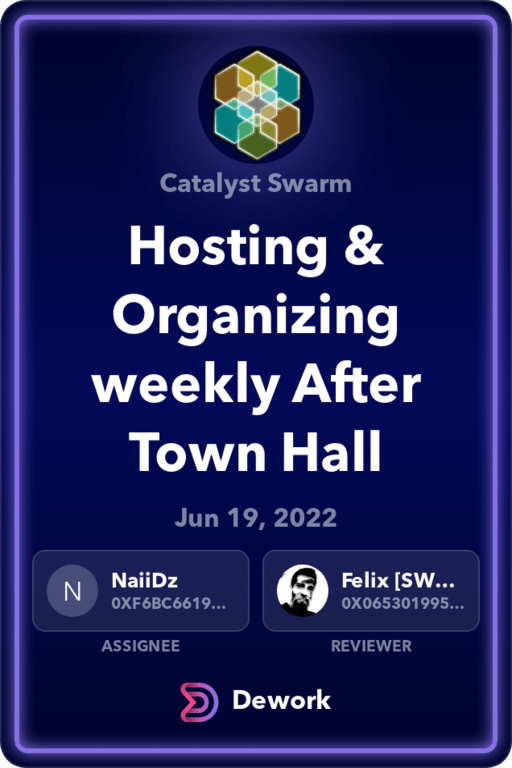 Catalyst Swarm
Hosting &
Organizing
weekly After
Town Hall
Jun 19, 2022
N
NaiiDz
0XF6BC6619...
ASSIGNEE
Felix [SW...
0X065301995...
REVIEWER
Dework